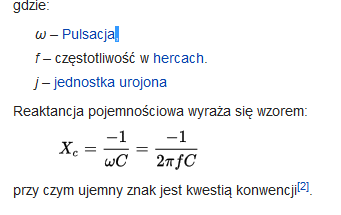 gdzie:
ω – Pulsacja,
f – częstotliwość w hercach.
j – jednostka urojona
Reaktancja pojemnościowa wyraża się wzorem:
X_c = −1/(ωC) = −1/(2πfC)
przy czym ujemny znak jest kwestią konwencji[2].